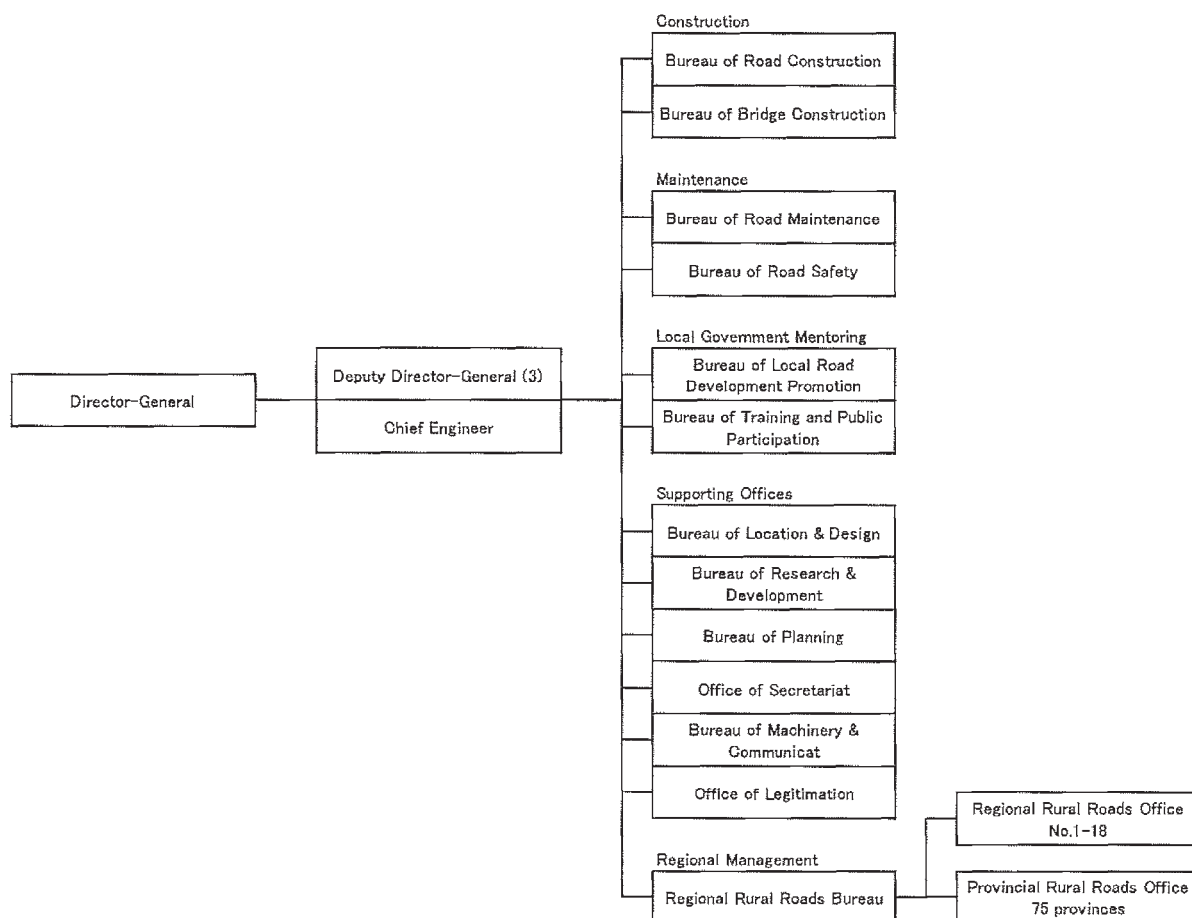 Construction
Bureau of Road Construction
Bureau of Bridge Construction
Maintenance
Bureau of Road Maintenance
Bureau of Road Safety
Local Government Mentoring
Bureau of Local Road
Development Promotion
Bureau of Training and Public
Participation
Director-General
Deputy Director-General (3)
Chief Engineer
Supporting Offices
Bureau of Location & Design
Bureau of Research &
Development
Bureau of Planning
Office of Secretariat
Bureau of Machinery &
Communicat
Office of Legitimation
Regional Management
Regional Rural Roads Bureau
Regional Rural Roads Office
No.1-18
Provincial Rural Roads Office
75 provinces